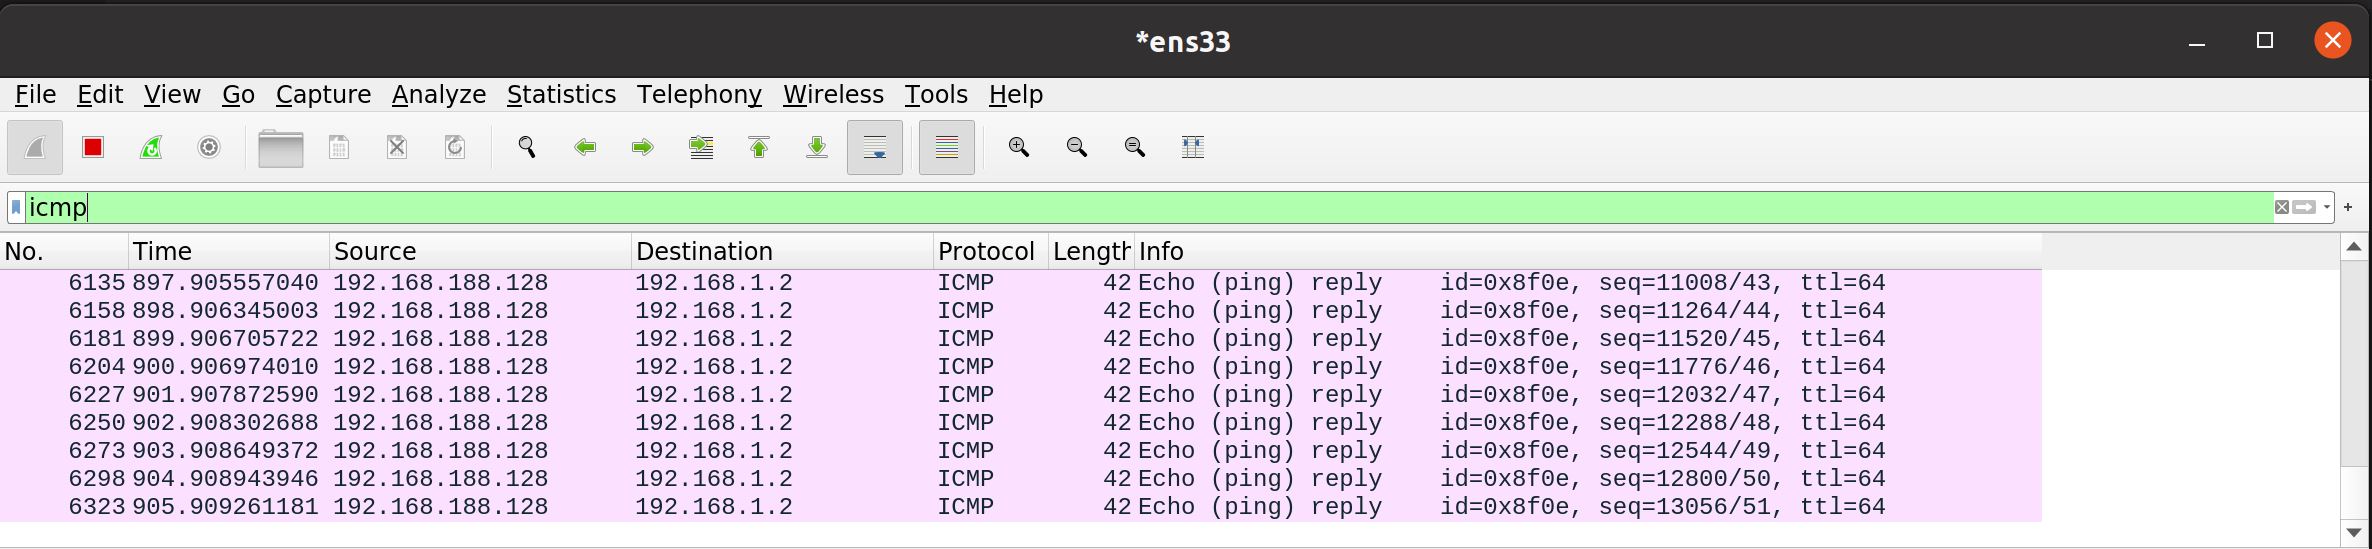 *ens33
File Edit View Go Capture Analyze Statistics Telephony Wireless Tools Help
icmp
No. Time Source Destination Protocol Length Info
6135 897.905557040 192.168.188.128 192.168.1.2 ICMP 42 Echo (ping) reply id=0x8f0e, seq=11008/43, ttl=64
6158 898.906345003 192.168.188.128 192.168.1.2 ICMP 42 Echo (ping) reply id=0x8f0e, seq=11264/44, ttl=64
6181 899.906705722 192.168.188.128 192.168.1.2 ICMP 42 Echo (ping) reply id=0x8f0e, seq=11520/45, ttl=64
6204 900.906974010 192.168.188.128 192.168.1.2 ICMP 42 Echo (ping) reply id=0x8f0e, seq=11776/46, ttl=64
6227 901.907872590 192.168.188.128 192.168.1.2 ICMP 42 Echo (ping) reply id=0x8f0e, seq=12032/47, ttl=64
6250 902.908302688 192.168.188.128 192.168.1.2 ICMP 42 Echo (ping) reply id=0x8f0e, seq=12288/48, ttl=64
6273 903.908649372 192.168.188.128 192.168.1.2 ICMP 42 Echo (ping) reply id=0x8f0e, seq=12544/49, ttl=64
6298 904.908943946 192.168.188.128 192.168.1.2 ICMP 42 Echo (ping) reply id=0x8f0e, seq=12800/50, ttl=64
6323 905.909261181 192.168.188.128 192.168.1.2 ICMP 42 Echo (ping) reply id=0x8f0e, seq=13056/51, ttl=64